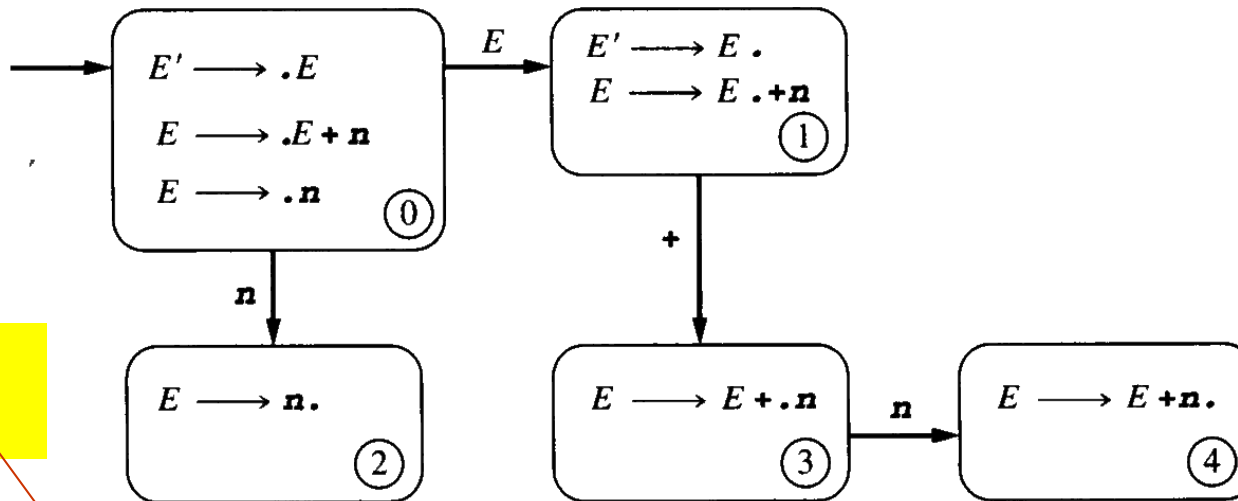 E' ⟶ .E
E ⟶ .E + n
E ⟶ .n
0
E
E' ⟶ E .
E ⟶ E .+n
1
n
+
E ⟶ n.
2
E ⟶ E + .n
3
n
E ⟶ E +n.
4